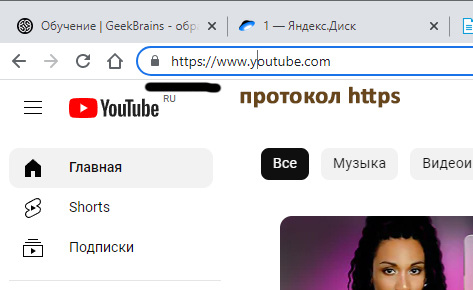 Обучение | GeekBrains - обра
1 — Яндекс.Диск
https://www.youtube.com
YouTube RU
протокол https
Главная
Все
Музыка
Видеои
Shorts
Подписки